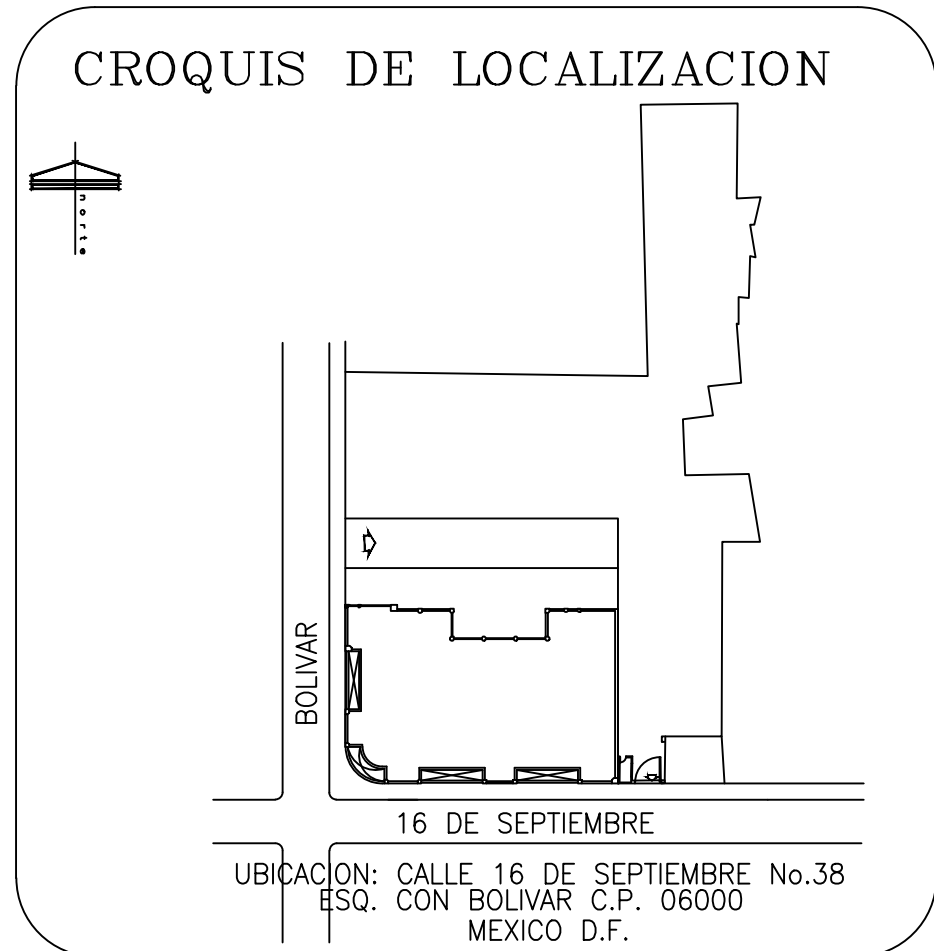 CROQUIS DE LOCALIZACION
norte
BOLIVAR
16 DE SEPTIEMBRE
UBICACION: CALLE 16 DE SEPTIEMBRE No.38
ESQ. CON BOLIVAR C.P. 06000
MEXICO D.F.